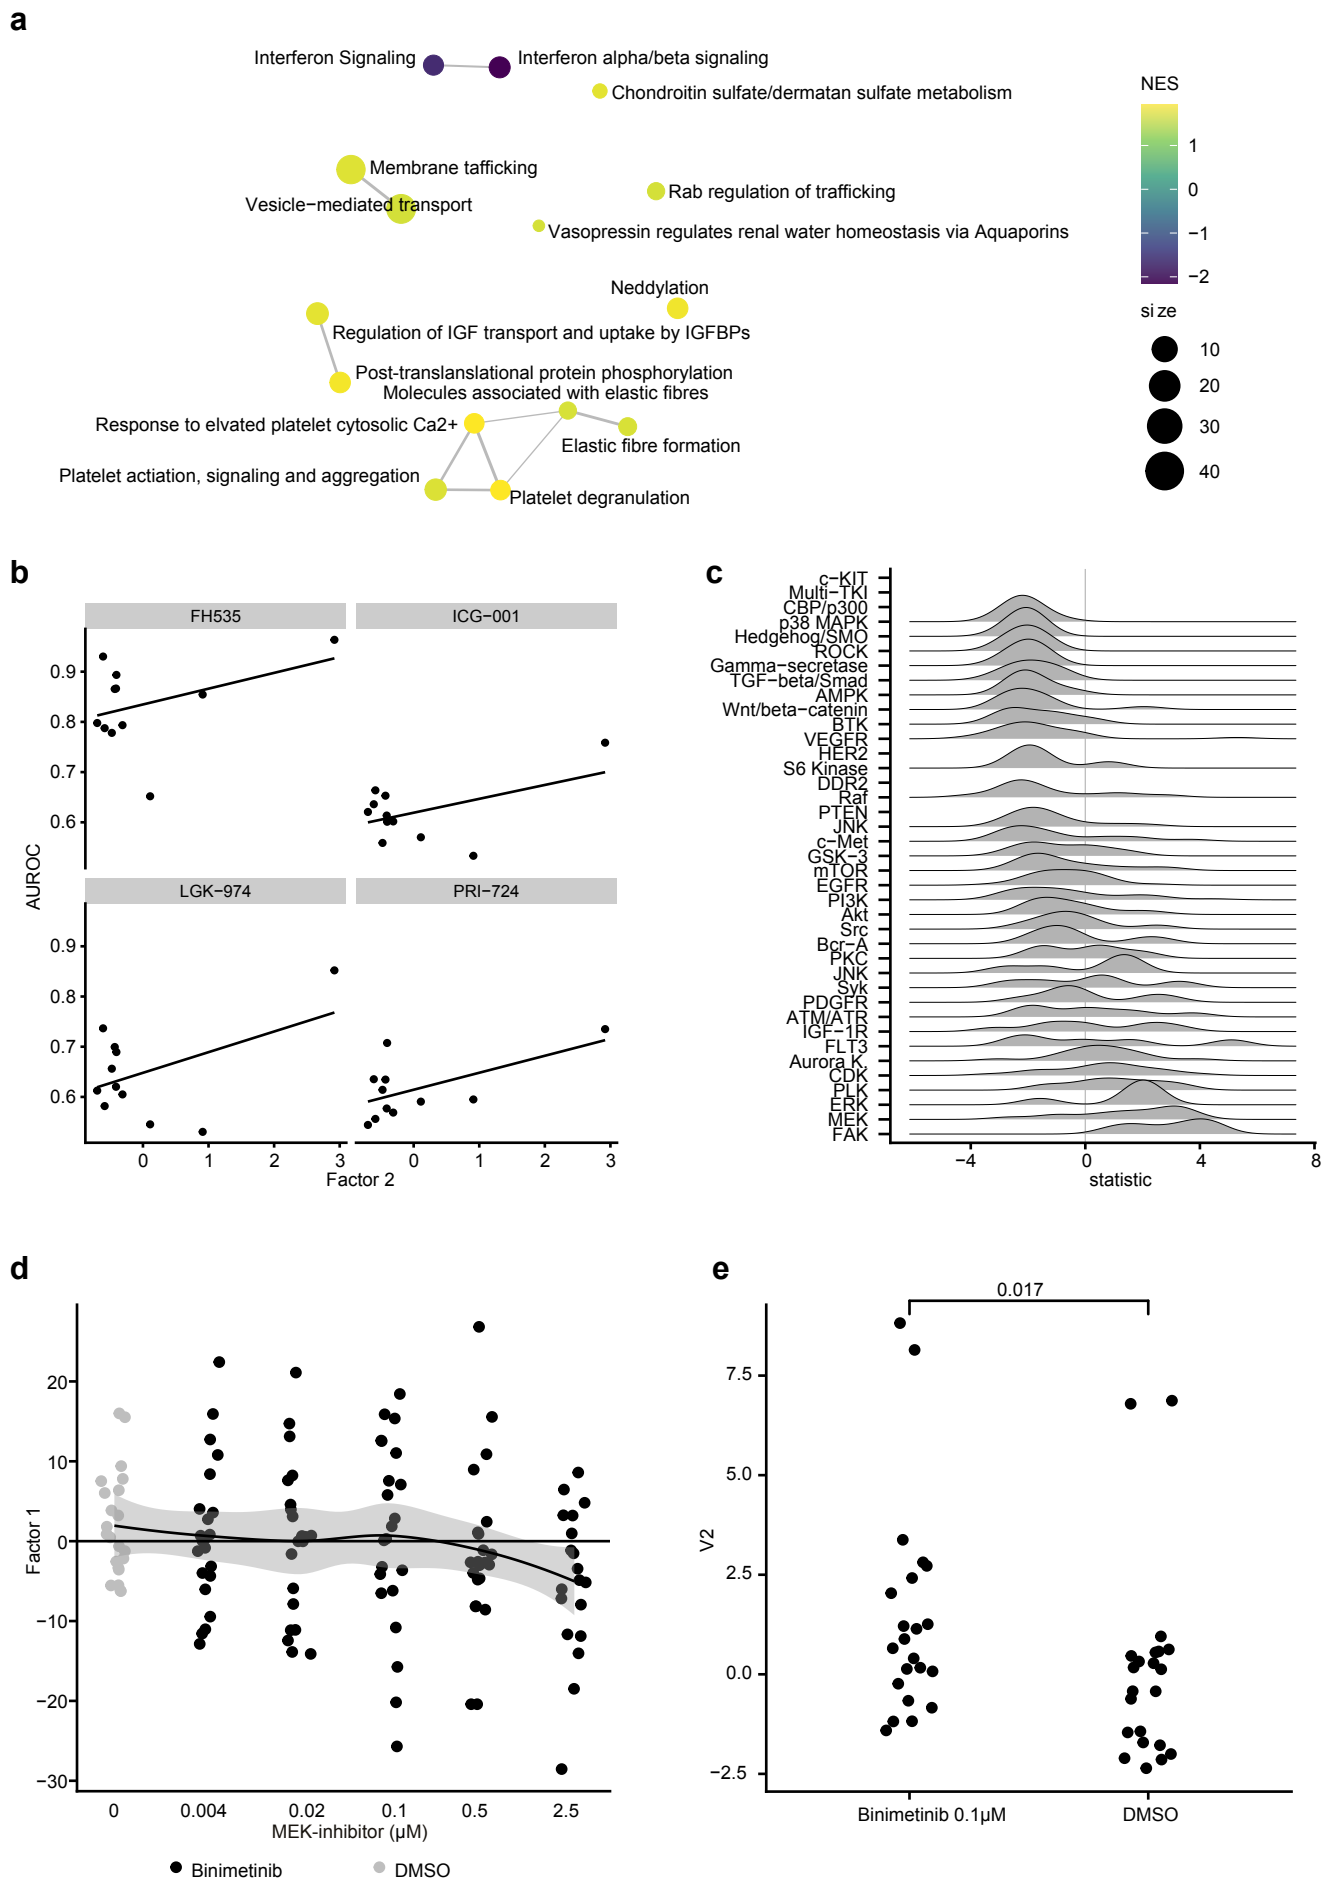 a
Interferon Signaling
Interferon alpha/beta signaling
Chondroitin sulfate/dermatan sulfate metabolism
Membrane tafficking
Vesicle−mediated transport
Rab regulation of trafficking
Vasopressin regulates renal water homeostasis via Aquaporins
Neddylation
Regulation of IGF transport and uptake by IGFBPs
Post-translanslational protein phosphorylation
Molecules associated with elastic fibres
Response to elvated platelet cytosolic Ca2+
Elastic fibre formation
Platelet actiation, signaling and aggregation
Platelet degranulation
NES
1
0
−1
−2
size
10
20
30
40
b
FH535
ICG−001
LGK−974
PRI−724
AUROC
0.9
0.8
0.7
0.6
0.9
0.8
0.7
0.6
0 1 2 3
0 1 2 3
Factor 2
c
c−KIT
Multi−TKI
CBP/p300
p38 MAPK
Hedgehog/SMO
ROCK
Gamma−secretase
TGF−beta/Smad
AMPK
Wnt/beta−catenin
BTK
VEGFR
HER2
S6 Kinase
DDR2
Raf
PTEN
JNK
c−Met
GSK−3
mTOR
EGFR
PI3K
Akt
Src
Bcr−A
PKC
JNK
Syk
PDGFR
ATM/ATR
IGF−1R
FLT3
Aurora K.
CDK
PLK
ERK
MEK
FAK
−4 0 4 8
statistic
d
Factor 1
20
10
0
−10
−20
−30
0 0.004 0.02 0.1 0.5 2.5
MEK-inhibitor (µM)
Binimetinib
DMSO
e
0.017
V2
7.5
5.0
2.5
0.0
−2.5
Binimetinib 0.1µM
DMSO